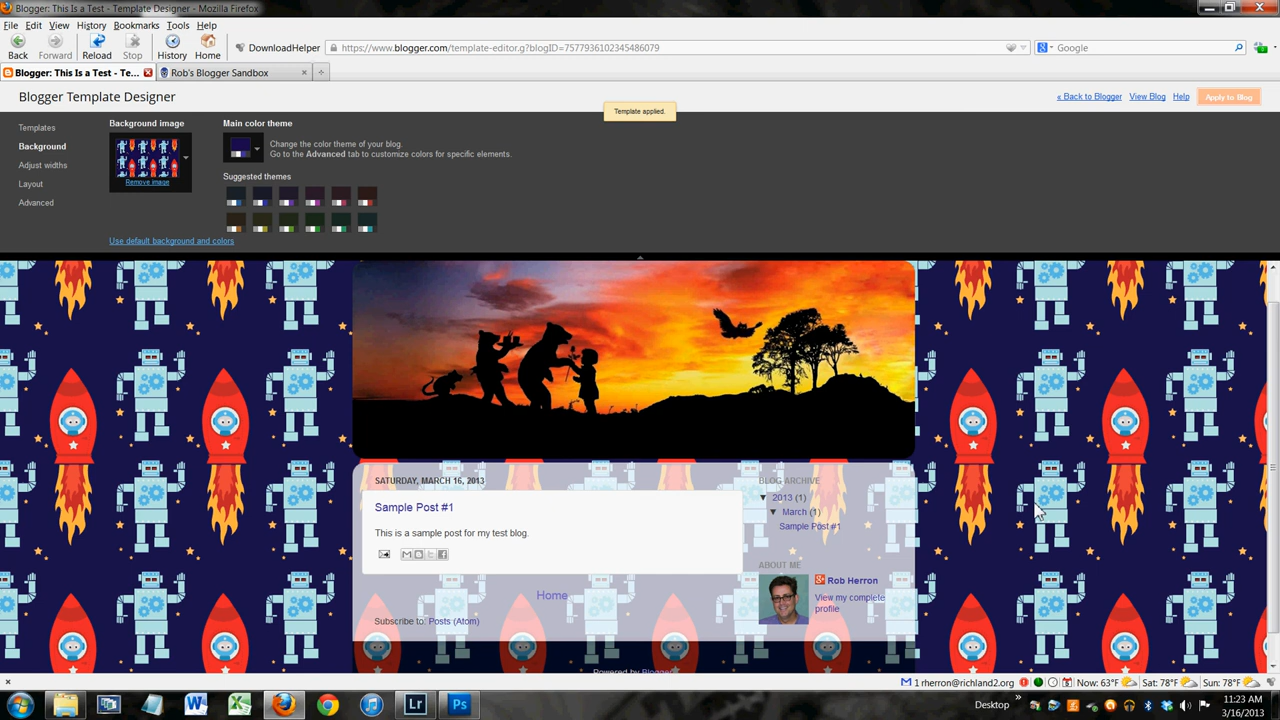 Blogger: This Is a Test - Template Designer - Mozilla Firefox
File Edit View History Bookmarks Tools Help
Back Forward Reload Stop History Home DownloadHelper https://www.blogger.com/template-editor.g?blogID=7577936102345486079 Google
Blogger: This Is a Test - Te... Rob's Blogger Sandbox
Blogger Template Designer
« Back to Blogger View Blog Help Apply to Blog
Template applied.
Templates
Background
Adjust widths
Layout
Advanced
Background image
Remove image
Use default background and colors
Main color theme
Change the color theme of your blog.
Go to the Advanced tab to customize colors for specific elements.
Suggested themes
SATURDAY, MARCH 16, 2013
Sample Post #1
This is a sample post for my test blog.
Home
Subscribe to: Posts (Atom)
BLOG ARCHIVE
▼ 2013 (1)
▼ March (1)
Sample Post #1
ABOUT ME
Rob Herron
View my complete
profile
Powered by Blogger
1 rherron@richland2.org Now: 63°F Sat: 78°F Sun: 78°F
Lr Ps Desktop » 11:23 AM
3/16/2013